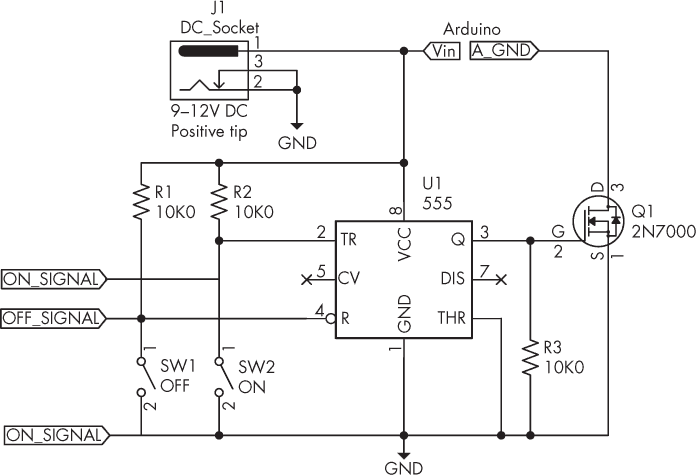 J1
DC_Socket
1
3
2
9–12V DC
Positive tip
GND
Arduino
Vin
A_GND
R1
10K0
R2
10K0
U1
555
8
VCC
2
TR
Q
3
5
CV
DIS
7
4
R
GND
THR
1
D
3
G
2
S
1
Q1
2N7000
ON_SIGNAL
OFF_SIGNAL
1
SW1
OFF
2
1
SW2
ON
2
R3
10K0
ON_SIGNAL
GND